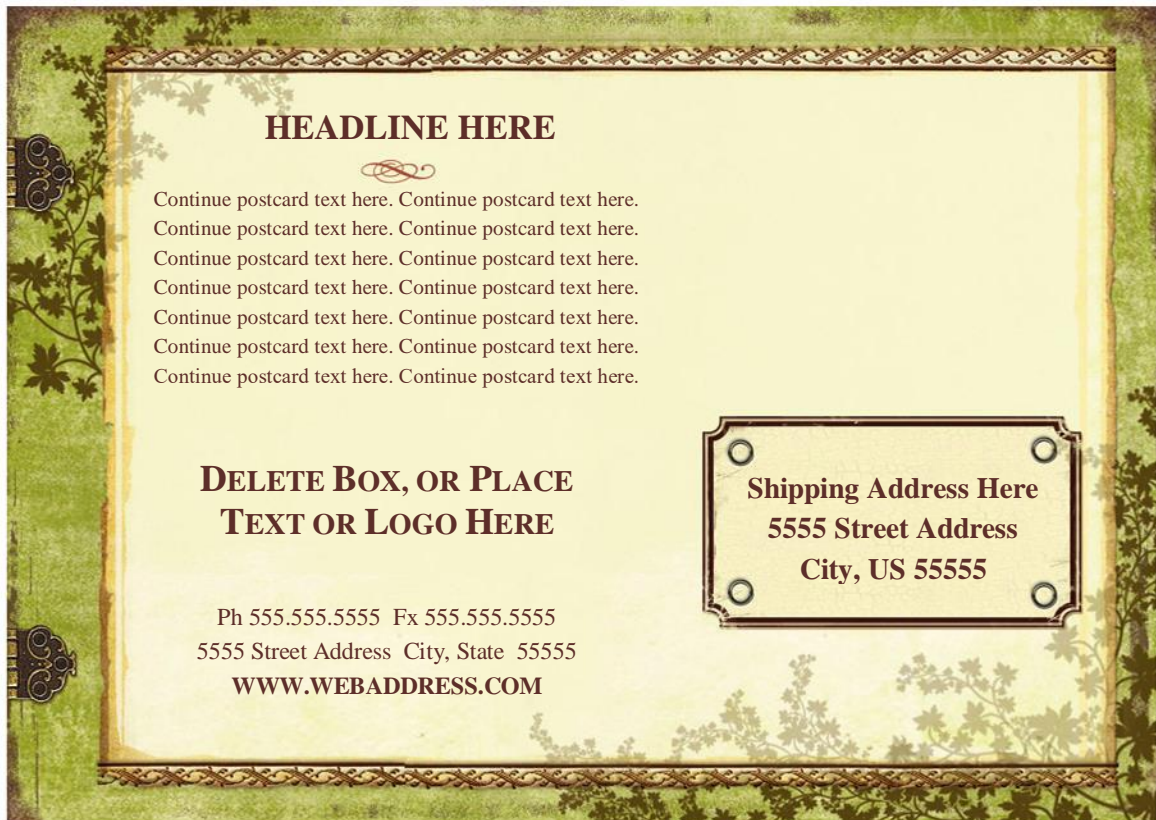 HEADLINE HERE
Continue postcard text here. Continue postcard text here.
Continue postcard text here. Continue postcard text here.
Continue postcard text here. Continue postcard text here.
Continue postcard text here. Continue postcard text here.
Continue postcard text here. Continue postcard text here.
Continue postcard text here. Continue postcard text here.
Continue postcard text here. Continue postcard text here.
DELETE BOX, OR PLACE
TEXT OR LOGO HERE
Ph 555.555.5555  Fx 555.555.5555
5555 Street Address  City, State  55555
WWW.WEBADDRESS.COM
Shipping Address Here
5555 Street Address
City, US 55555